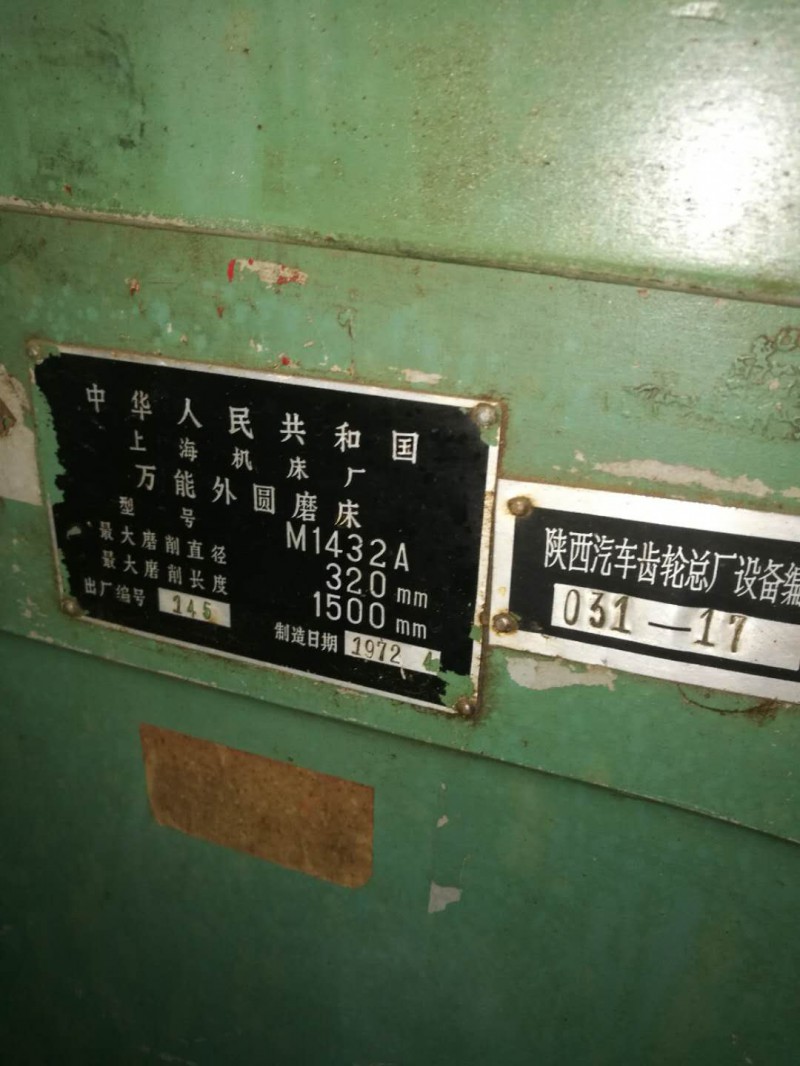 中华人民共和国
上海机床厂
万能外圆磨床
型号 M1432A
最大磨削直径 320 mm
最大磨削长度 1500 mm
出厂编号 145 制造日期 1972 4
陕西汽车齿轮总厂设备编
031-17